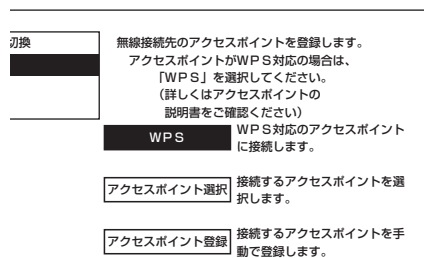 切換
無線接続先のアクセスポイントを登録します。
アクセスポイントがＷＰＳ対応の場合は、
「ＷＰＳ」を選択してください。
（詳しくはアクセスポイントの
説明書をご確認ください）
ＷＰＳ
ＷＰＳ対応のアクセスポイント
に接続します。
アクセスポイント選択
接続するアクセスポイントを選
択します。
アクセスポイント登録
接続するアクセスポイントを手
動で登録します。